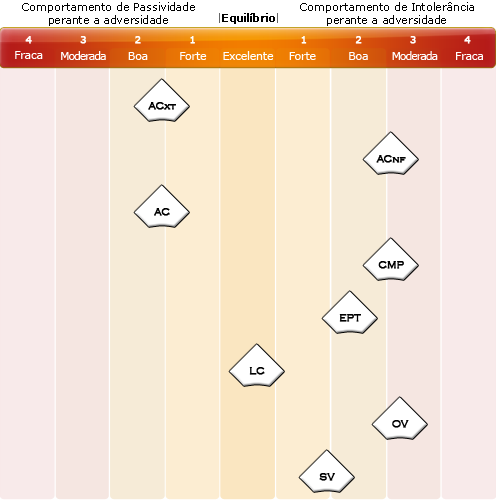 Comportamento de Passividade
perante a adversidade
|Equilíbrio|
Comportamento de Intolerância
perante a adversidade
4 3 2 1 1 2 3 4
Fraca Moderada Boa Forte Excelente Forte Boa Moderada Fraca
ACXT
ACNF
AC
CMP
EPT
LC
OV
SV